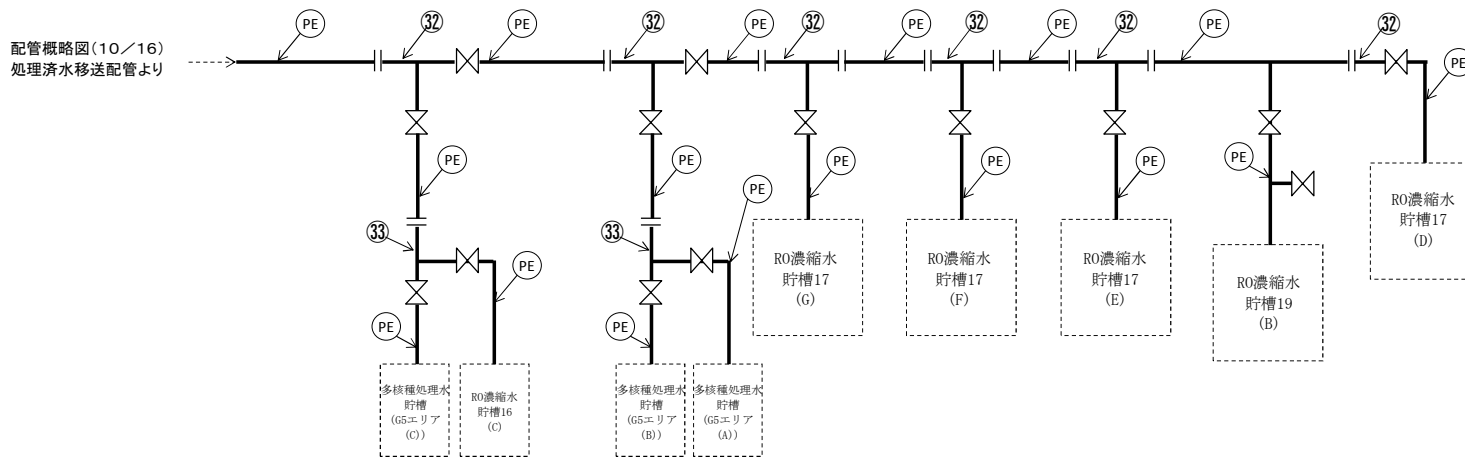 PE
㉜
PE
㉜
PE
㉜
PE
㉜
PE
㉜
PE
㉜
PE
配管概略図(10/16)
処理済水移送配管より
PE
PE
PE
PE
PE
PE
PE
㉝
㉝
PE
PE
PE
RO濃縮水
貯槽17
(G)
RO濃縮水
貯槽17
(F)
RO濃縮水
貯槽17
(E)
RO濃縮水
貯槽19
(B)
RO濃縮水
貯槽17
(D)
多核種処理水
貯槽
(G5エリア
(C))
RO濃縮水
貯槽16
(C)
多核種処理水
貯槽
(G5エリア
(B))
多核種処理水
貯槽
(G5エリア
(A))